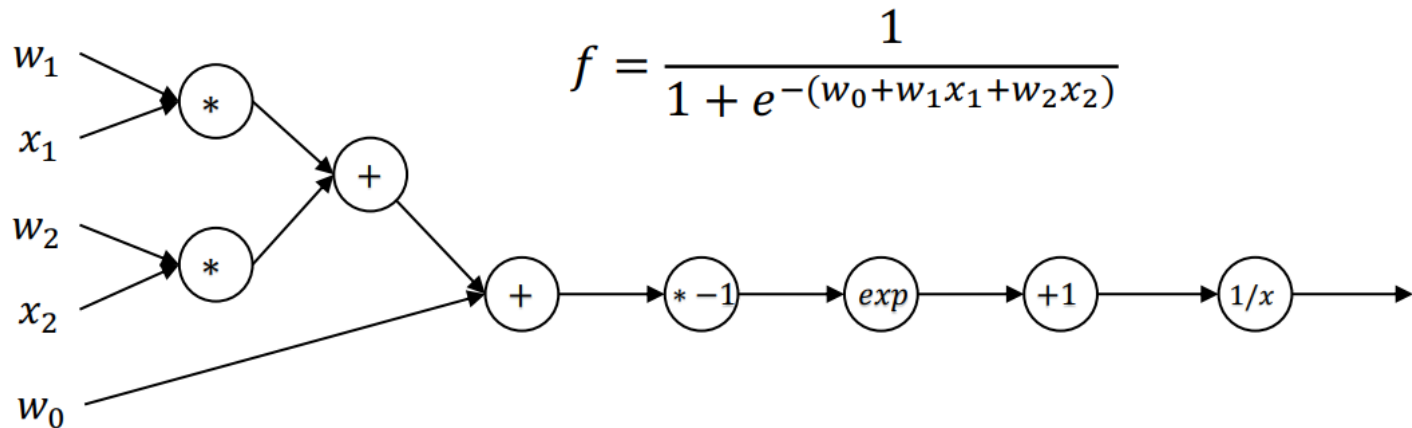 w₁
x₁
w₂
x₂
w₀
*
*
+
+
* −1
exp
+1
1/x
f = 1 / (1 + e^−(w₀+w₁x₁+w₂x₂))